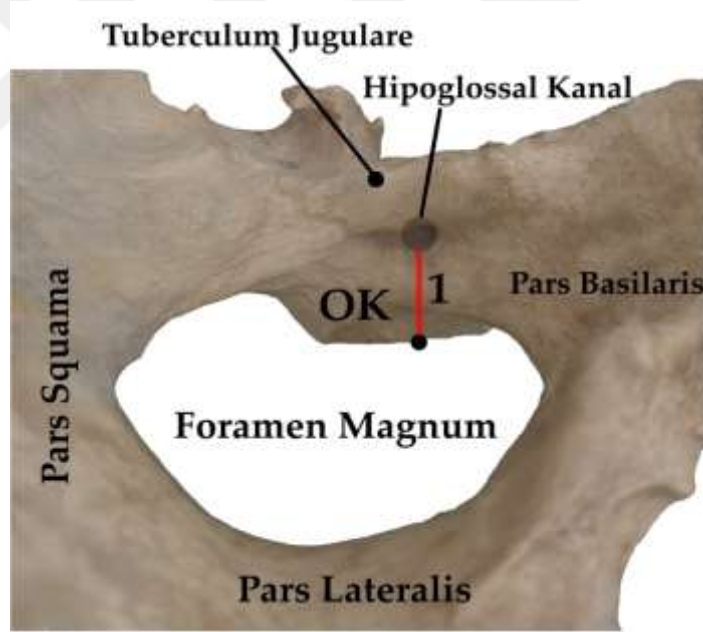 Tuberculum Jugulare
Hipoglossal Kanal
OK
1
Pars Basilaris
Pars Squama
Foramen Magnum
Pars Lateralis